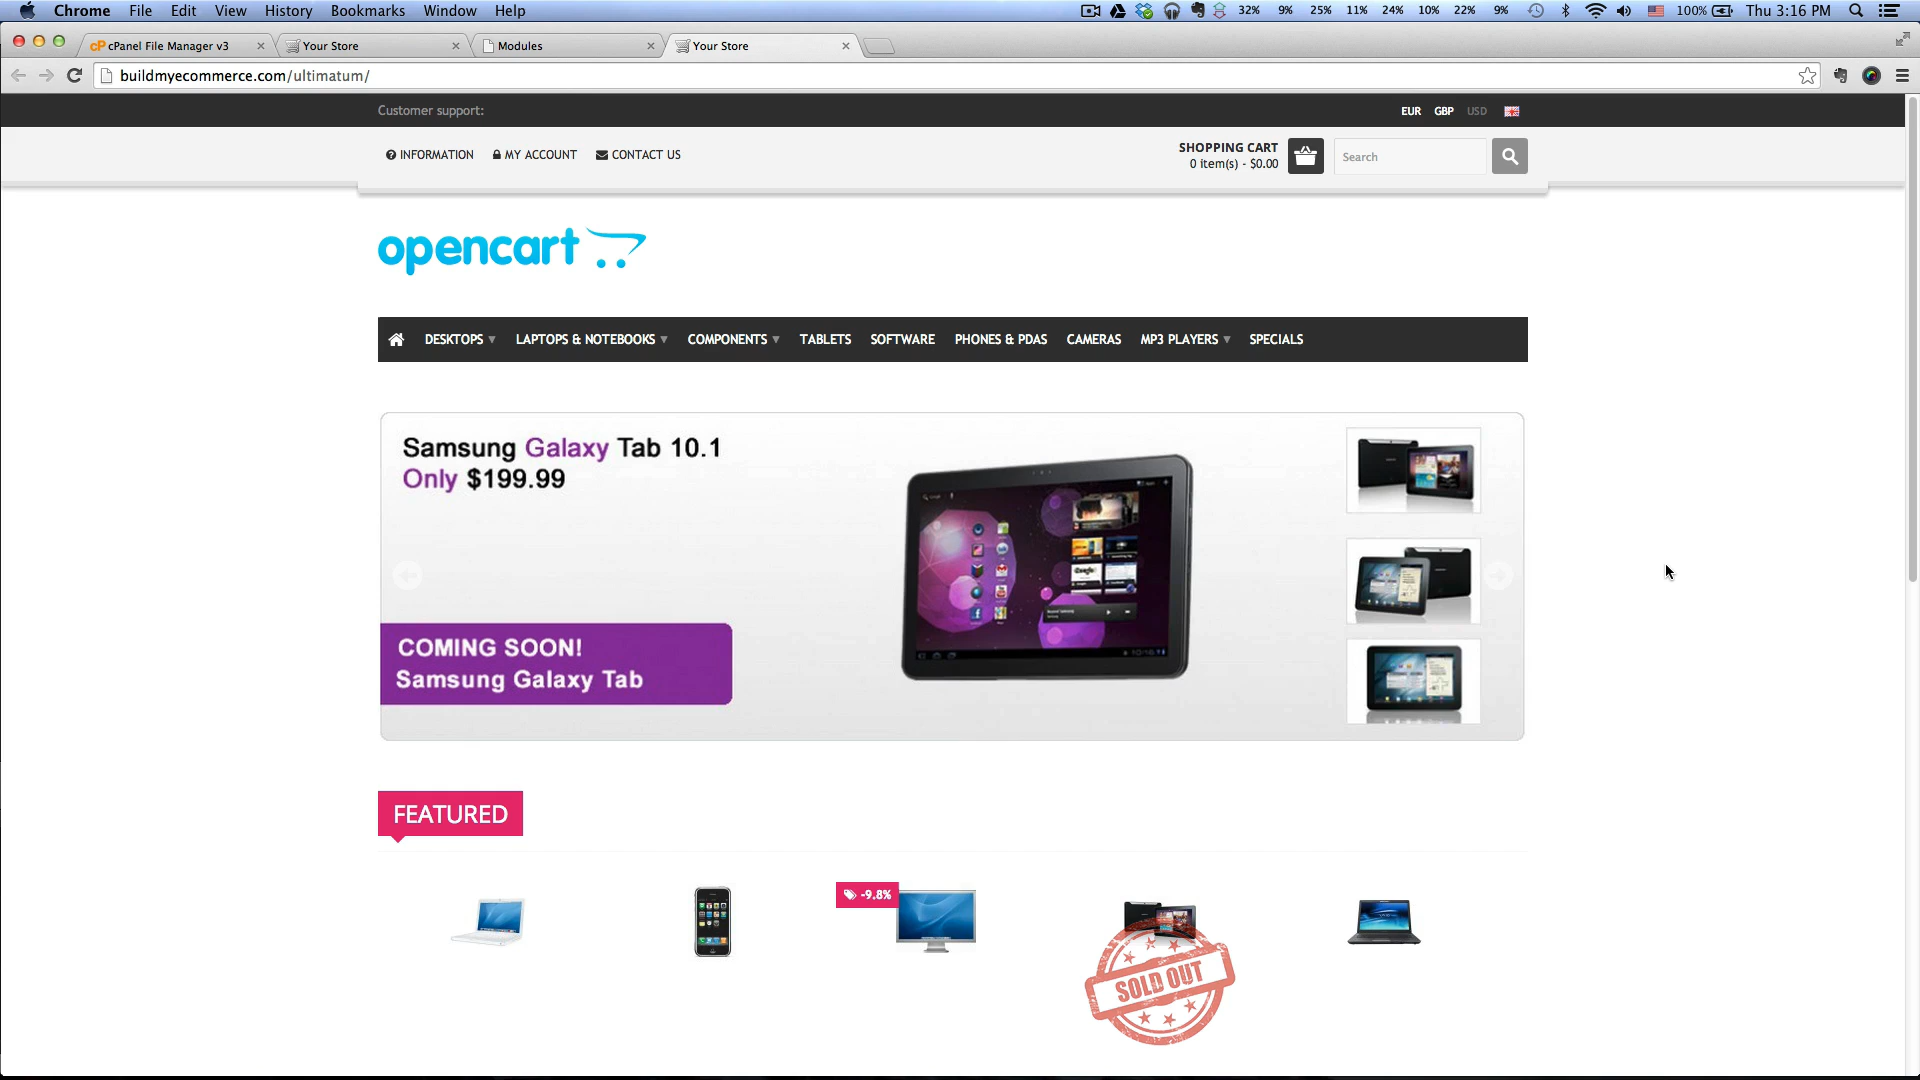 Chrome File Edit View History Bookmarks Window Help 32% 9% 25% 11% 24% 10% 22% 9% 100% Thu 3:16 PM
cPanel File Manager v3 Your Store Modules Your Store
buildmyecommerce.com/ultimatum/
Customer support: EUR GBP USD
INFORMATION MY ACCOUNT CONTACT US
SHOPPING CART
0 item(s) - $0.00
Search
opencart
DESKTOPS LAPTOPS & NOTEBOOKS COMPONENTS TABLETS SOFTWARE PHONES & PDAS CAMERAS MP3 PLAYERS SPECIALS
Samsung Galaxy Tab 10.1
Only $199.99
COMING SOON!
Samsung Galaxy Tab
FEATURED
-9.8%
SOLD OUT